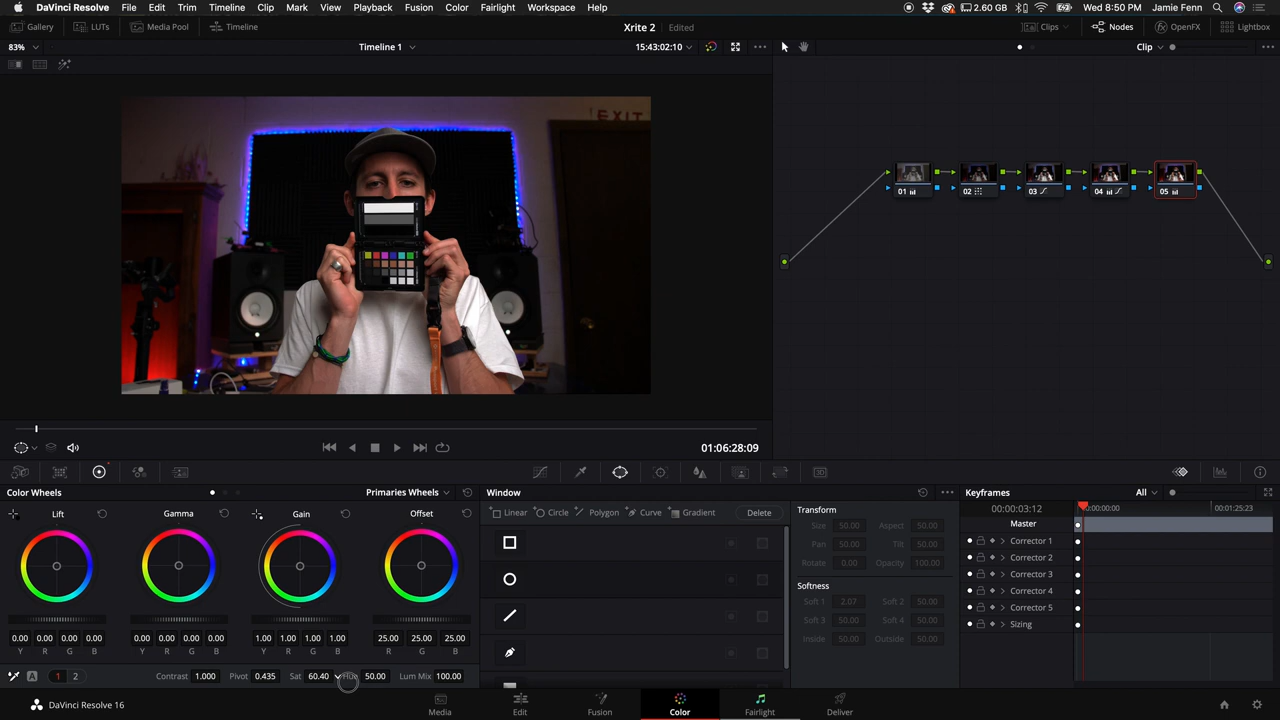 DaVinci Resolve File Edit Trim Timeline Clip Mark View Playback Fusion Color Fairlight Workspace Help 2.60 GB Wed 8:50 PM Jamie Fenn
Gallery LUTs Media Pool Timeline Xrite 2 Edited Clips Nodes OpenFX Lightbox
83% Timeline 1 15:43:02:10 Clip
EXIT
01 02 03 04 05
01:06:28:09
Color Wheels Primaries Wheels Window Keyframes All
Lift Gamma Gain Offset
Linear Circle Polygon Curve Gradient Delete
Transform
Size 50.00 Aspect 50.00
Pan 50.00 Tilt 50.00
Rotate 0.00 Opacity 100.00
Softness
Soft 1 2.07 Soft 2 50.00
Soft 3 50.00 Soft 4 50.00
Inside 50.00 Outside 50.00
00:00:03:12 00:00:00 00:01:25:23
Master
Corrector 1
Corrector 2
Corrector 3
Corrector 4
Corrector 5
Sizing
0.00 0.00 0.00 0.00 0.00 0.00 0.00 0.00 1.00 1.00 1.00 1.00 25.00 25.00 25.00
Y R G B Y R G B Y R G B R G B
A 1 2 Contrast 1.000 Pivot 0.435 Sat 60.40 Hue 50.00 Lum Mix 100.00
DaVinci Resolve 16 Media Edit Fusion Color Fairlight Deliver